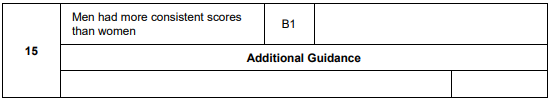 15
Men had more consistent scores
than women
B1
Additional Guidance